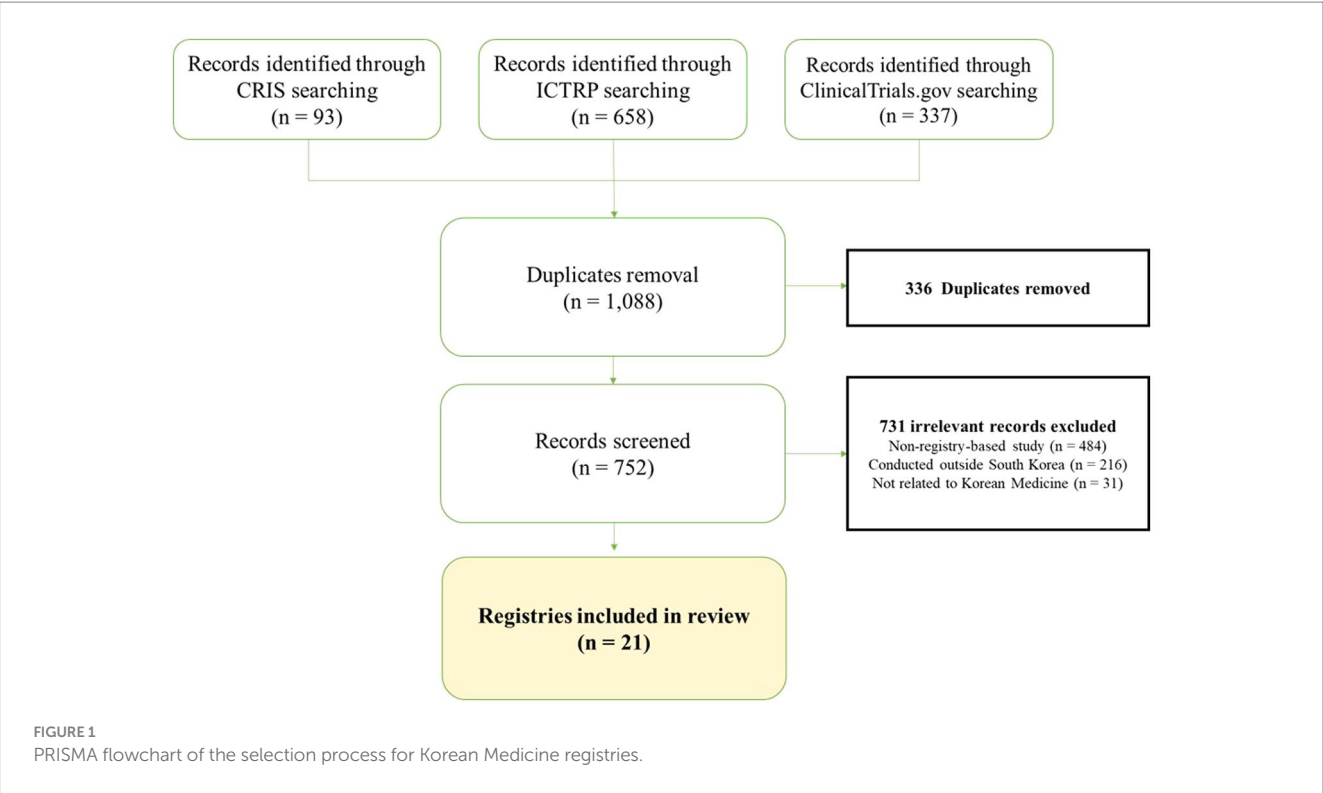 Records identified through
CRIS searching
(n = 93)
Records identified through
ICTRP searching
(n = 658)
Records identified through
ClinicalTrials.gov searching
(n = 337)
Duplicates removal
(n = 1,088)
336 Duplicates removed
Records screened
(n = 752)
731 irrelevant records excluded
Non-registry-based study (n = 484)
Conducted outside South Korea (n = 216)
Not related to Korean Medicine (n = 31)
Registries included in review
(n = 21)
FIGURE 1
PRISMA flowchart of the selection process for Korean Medicine registries.